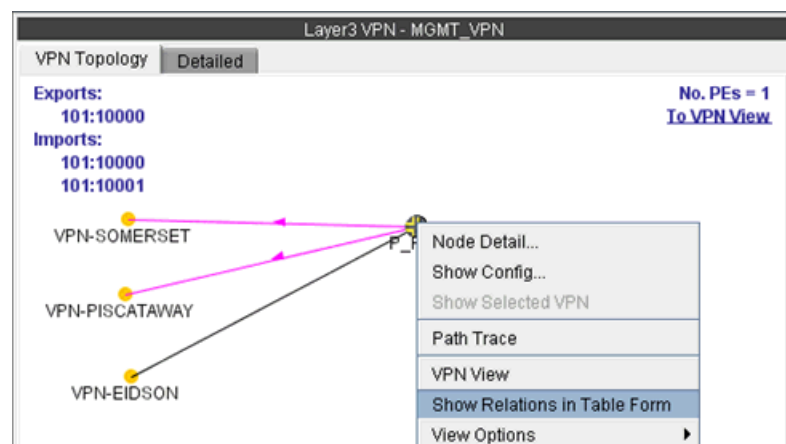 Layer3 VPN - MGMT_VPN
VPN Topology
Detailed
Exports:
101:10000
Imports:
101:10000
101:10001
No. PEs = 1
To VPN View
VPN-SOMERSET
VPN-PISCATAWAY
VPN-EIDSON
Node Detail...
Show Config...
Show Selected VPN
Path Trace
VPN View
Show Relations in Table Form
View Options